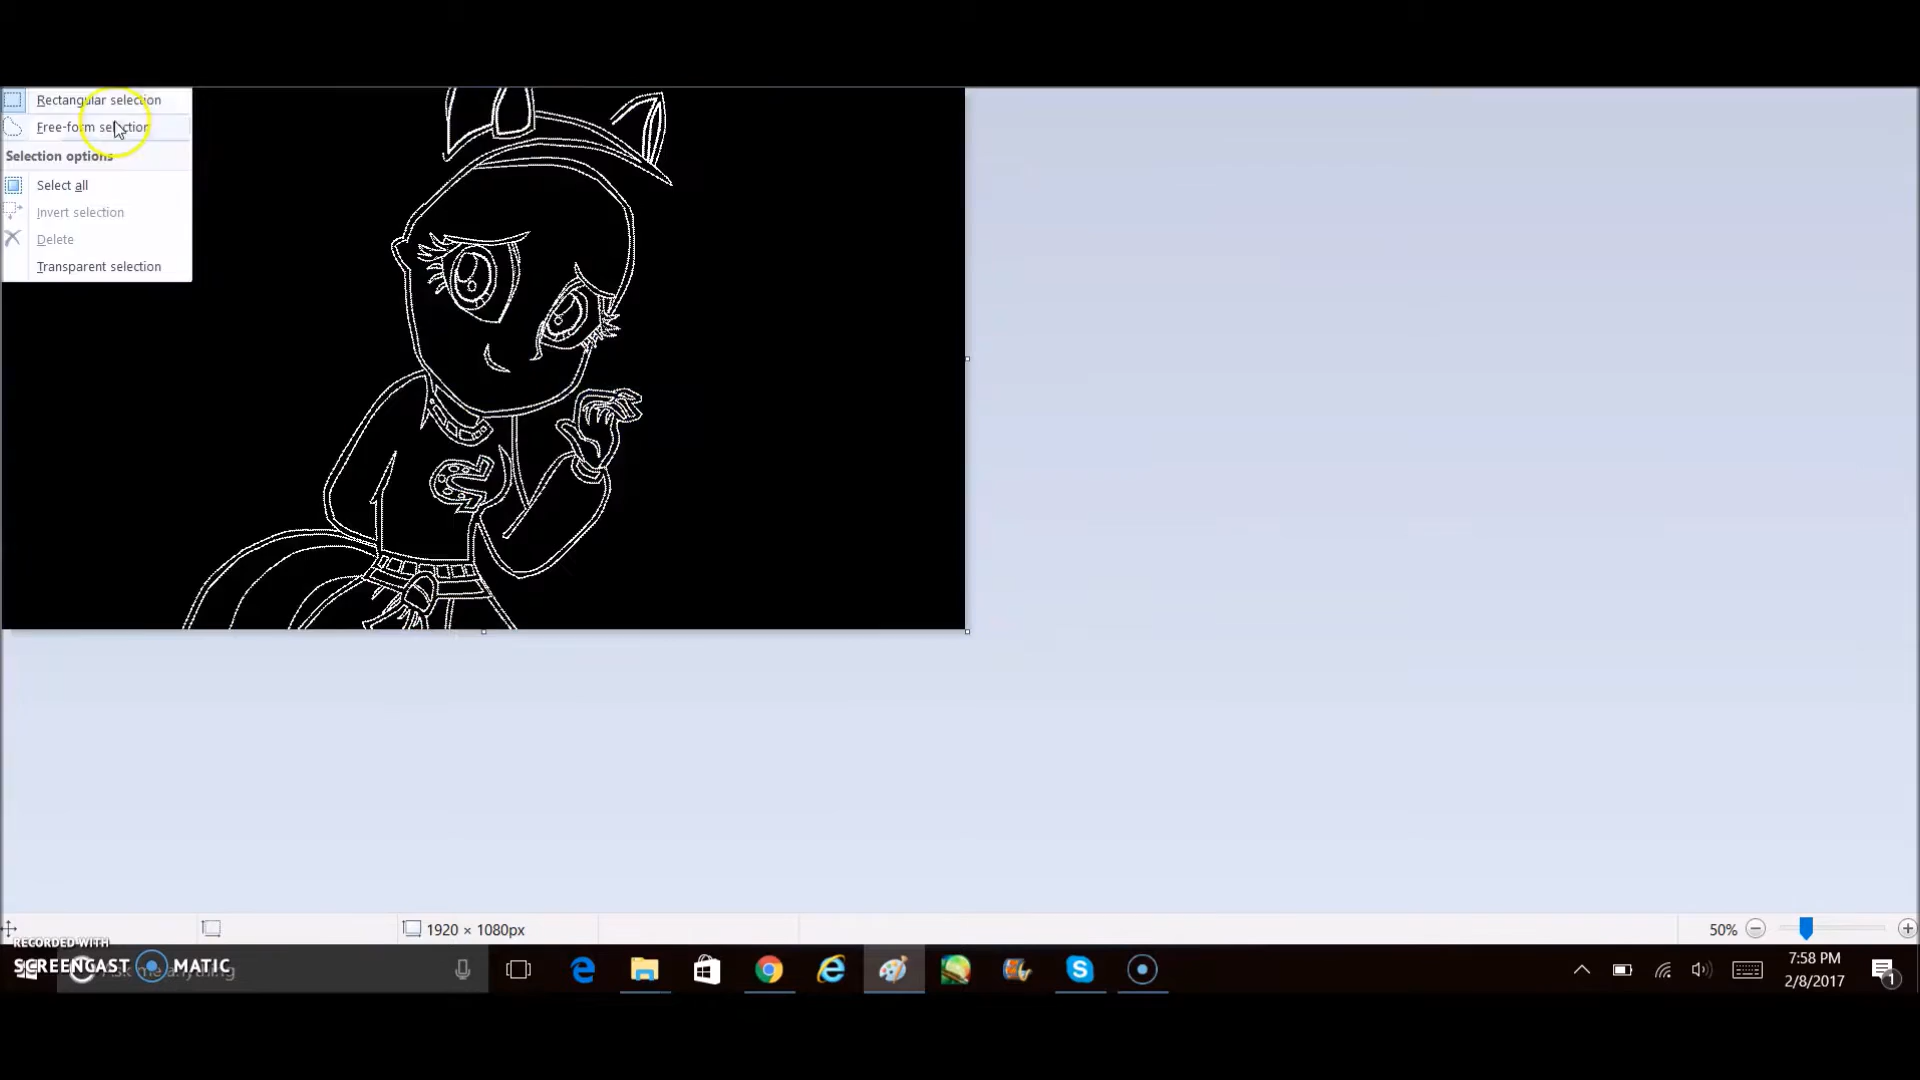 Rectangular selection
Free-form selection
Selection options
Select all
Invert selection
Delete
Transparent selection
1920 × 1080px
50%
RECORDED WITH
SCREENCAST MATIC
7:58 PM
2/8/2017
1